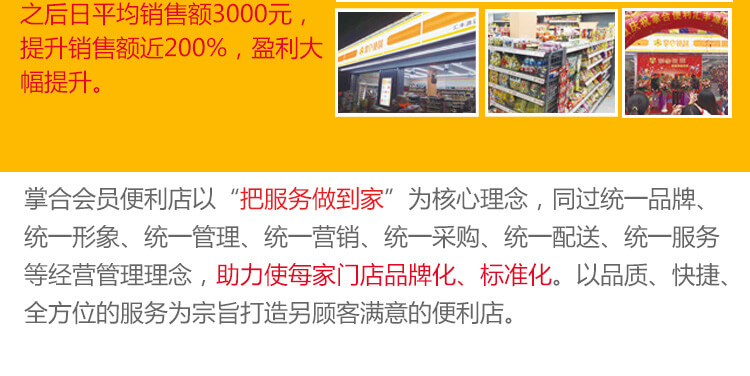 之后日平均销售额3000元，
提升销售额近200%，盈利大
幅提升。
掌合便利
掌合会员便利店以“把服务做到家”为核心理念，同过统一品牌、
统一形象、统一管理、统一营销、统一采购、统一配送、统一服务
等经营管理理念，助力使每家门店品牌化、标准化。以品质、快捷、
全方位的服务为宗旨打造另顾客满意的便利店。